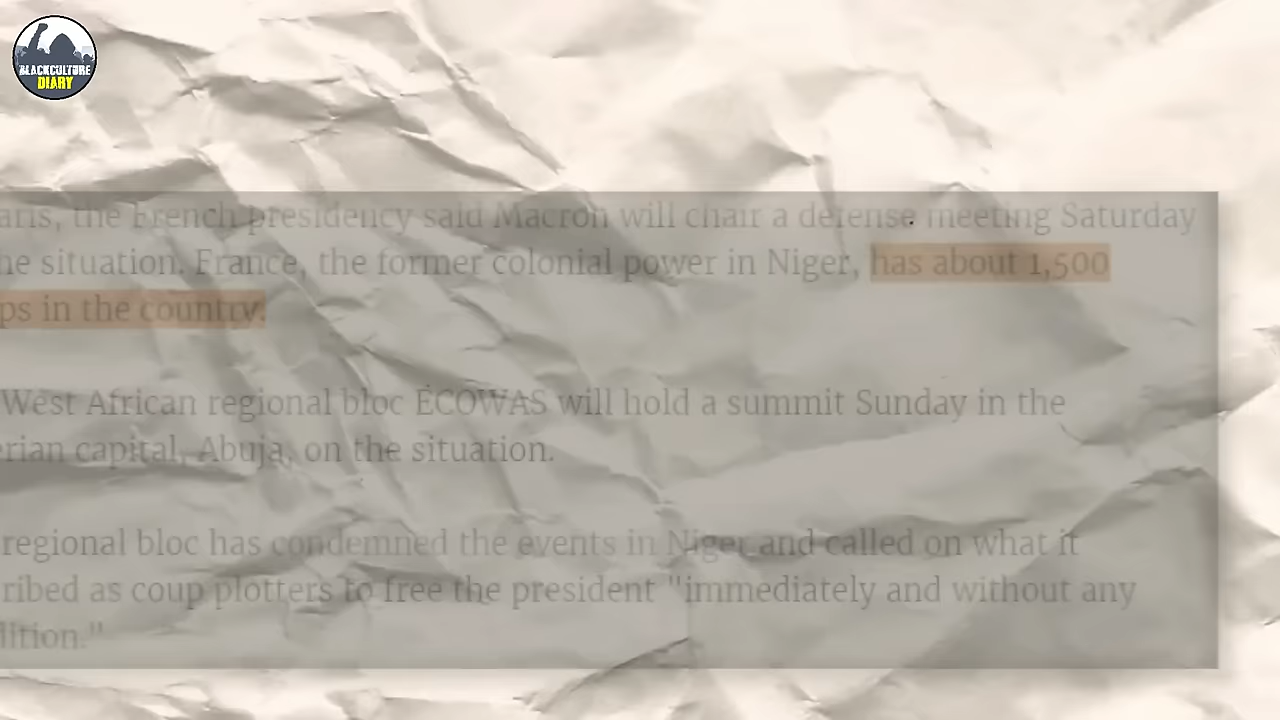 BLACKCULTURE
DIARY
aris, the French presidency said Macron will chair a defense meeting Saturday
he situation. France, the former colonial power in Niger, has about 1,500
ps in the country.
West African regional bloc ECOWAS will hold a summit Sunday in the
erian capital, Abuja, on the situation.
regional bloc has condemned the events in Niger and called on what it
ribed as coup plotters to free the president "immediately and without any
dition."